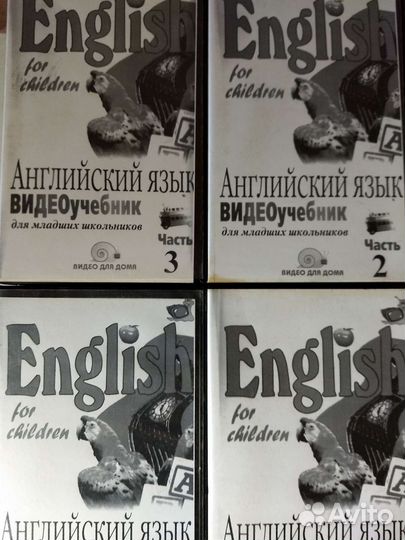 English
for
children
Английский язык
ВИДЕОучебник
для младших школьников
Часть
3
ВИДЕО ДЛЯ ДОМА
English
for
children
Английский язык
ВИДЕОучебник
для младших школьников
Часть
2
ВИДЕО ДЛЯ ДОМА
English
for
children
A
Английский язык
English
for
children
A
Английский язык
Avito